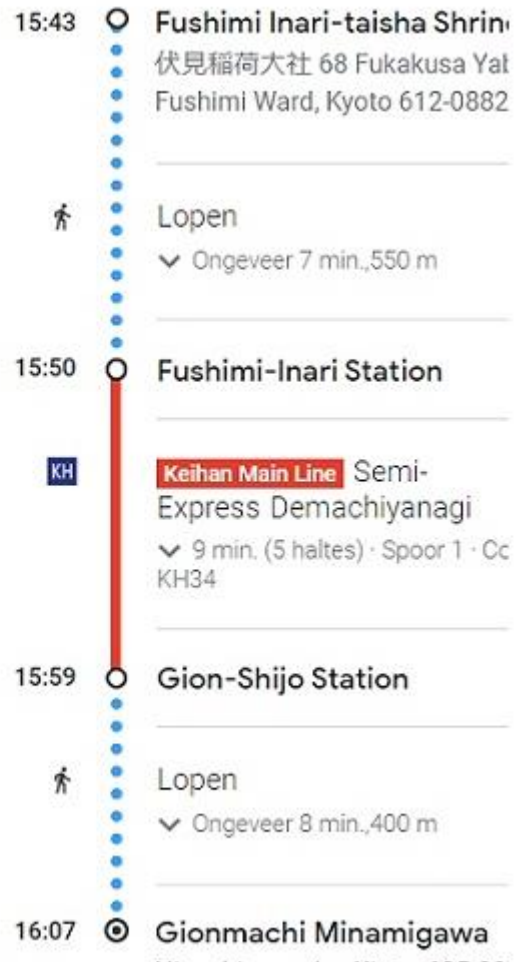 15:43 Fushimi Inari-taisha Shrin
伏見稲荷大社 68 Fukakusa Yab
Fushimi Ward, Kyoto 612-0882
Lopen
Ongeveer 7 min.,550 m
15:50 Fushimi-Inari Station
KH Keihan Main Line Semi-
Express Demachiyanagi
9 min. (5 haltes) · Spoor 1 · Co
KH34
15:59 Gion-Shijo Station
Lopen
Ongeveer 8 min.,400 m
16:07 Gionmachi Minamigawa